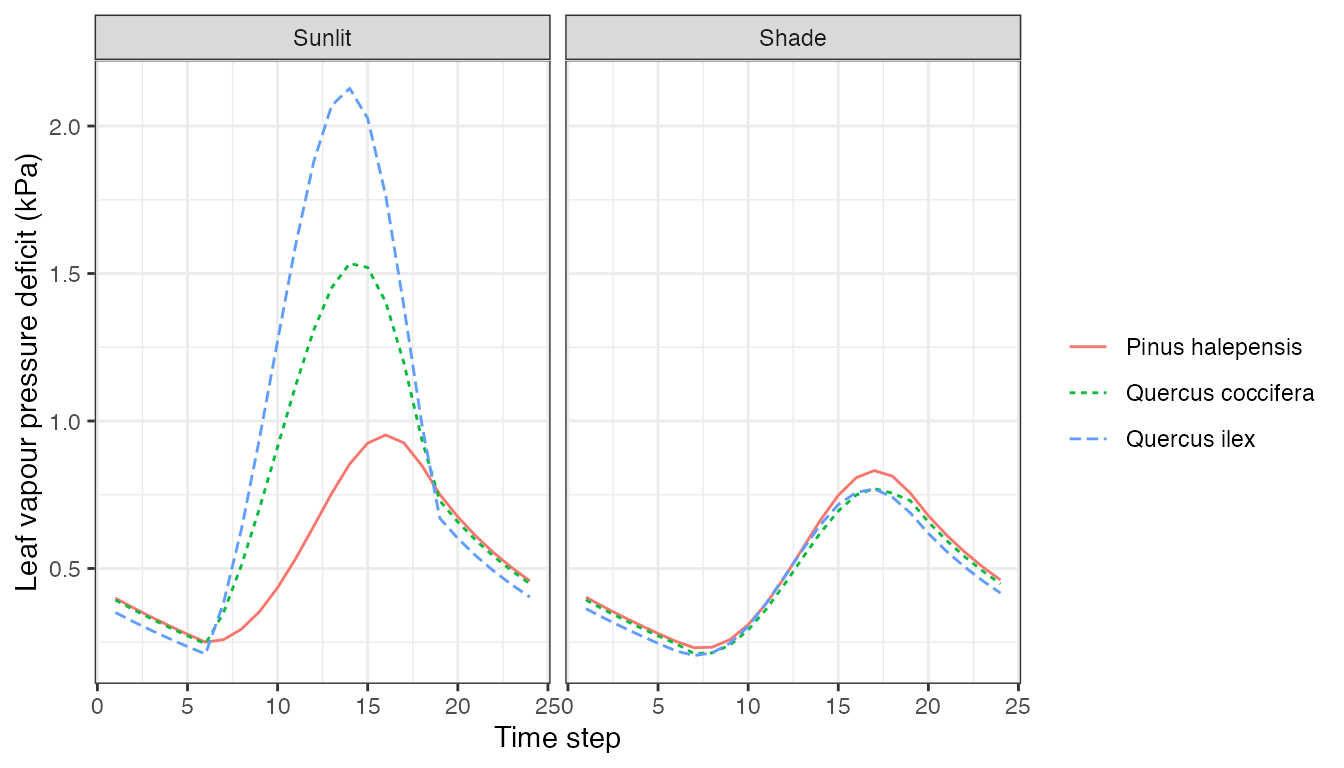 Sunlit
Shade
Leaf vapour pressure deficit (kPa)
2.0
1.5
1.0
0.5
0 5 10 15 20 25
0 5 10 15 20 25
Time step
Pinus halepensis
Quercus coccifera
Quercus ilex